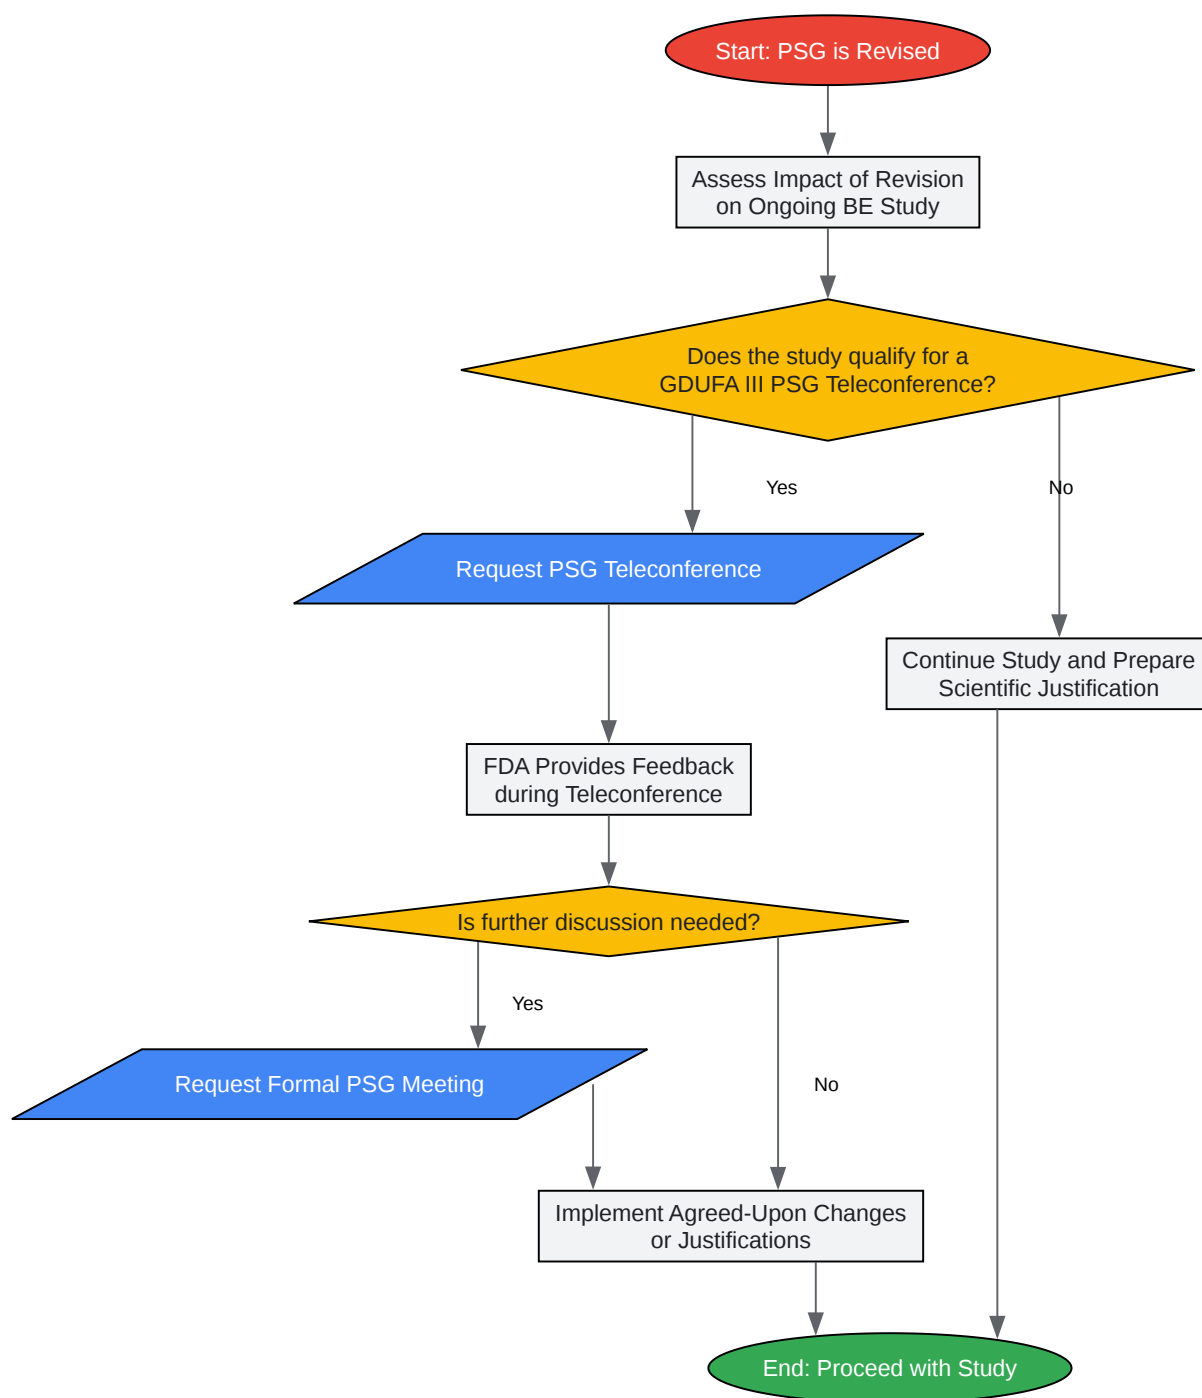 Start: PSG is Revised
Assess Impact of Revision
on Ongoing BE Study
Does the study qualify for a
GDUFA III PSG Teleconference?
Yes
No
Request PSG Teleconference
Continue Study and Prepare
Scientific Justification
FDA Provides Feedback
during Teleconference
Is further discussion needed?
Yes
Request Formal PSG Meeting
No
Implement Agreed-Upon Changes
or Justifications
End: Proceed with Study